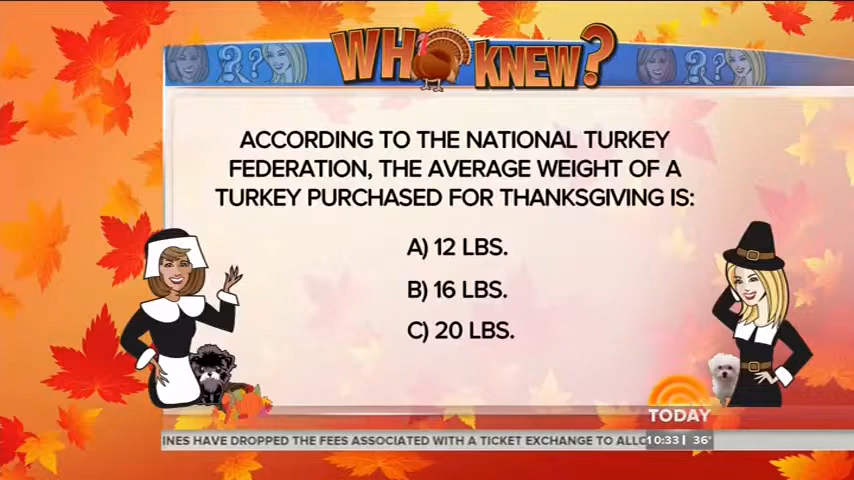 WHO KNEW?
ACCORDING TO THE NATIONAL TURKEY
FEDERATION, THE AVERAGE WEIGHT OF A
TURKEY PURCHASED FOR THANKSGIVING IS:
A) 12 LBS.
B) 16 LBS.
C) 20 LBS.
TODAY
INES HAVE DROPPED THE FEES ASSOCIATED WITH A TICKET EXCHANGE TO ALLO
10:33 36°